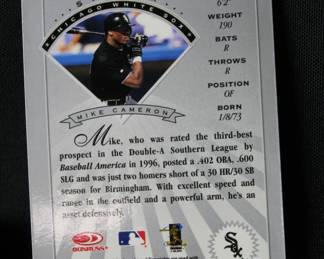 CHICAGO WHITE SOX
6'2"
WEIGHT
190
BATS
R
THROWS
R
POSITION
OF
BORN
1/8/73
MIKE CAMERON
Mike, who was rated the third-best
prospect in the Double-A Southern League by
Baseball America in 1996, posted a .402 OBA, .600
SLG and was just two homers short of a 30 HR/30 SB
season for Birmingham. With excellent speed and
range in the outfield and a powerful arm, he's an
asset defensively.
DONRUSS
Sox